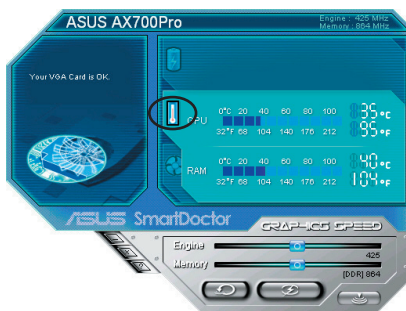 ASUS AX700Pro
Engine : 425 MHz
Memory : 864 MHz
Your VGA Card is OK.
GPU
0°C 20 40 60 80 100
32°F 68 104 140 176 212
35 °C
95 °F
RAM
0°C 20 40 60 80 100
32°F 68 104 140 176 212
40 °C
104 °F
ASUS SmartDoctor
GRAPHICS SPEED
Engine
425
Memory
[DDR] 864